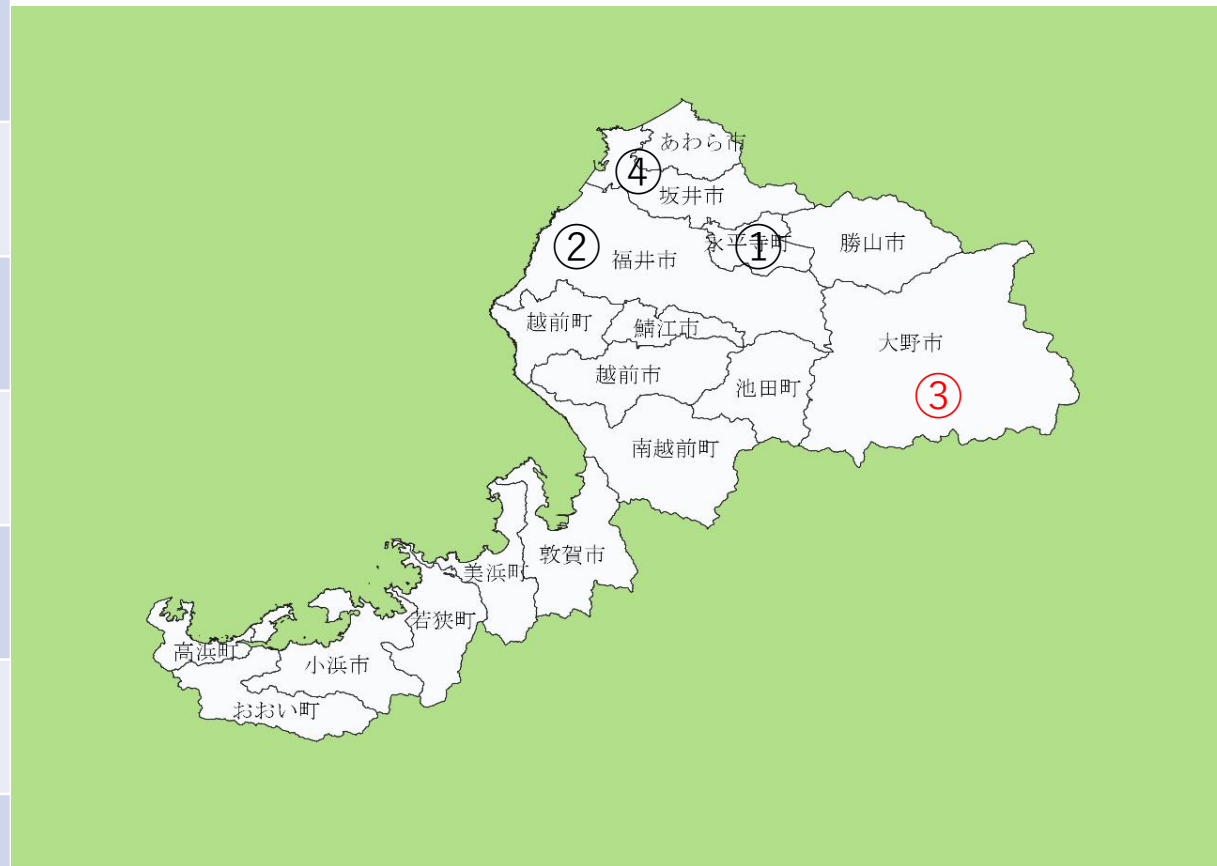 あわら市
④
坂井市
永平寺町
①
勝山市
②
福井市
越前町
鯖江市
大野市
越前市
池田町
③
南越前町
敦賀市
美浜町
若狭町
高浜町
小浜市
おおい町